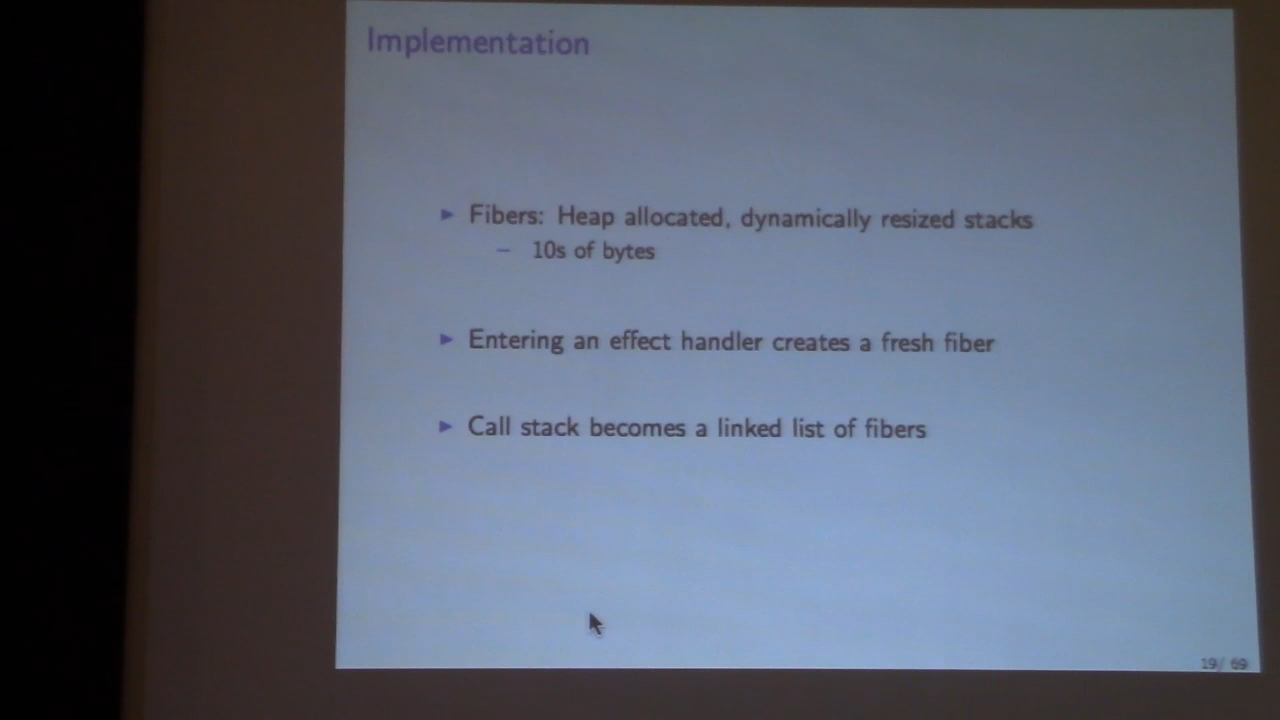 Implementation
Fibers: Heap allocated, dynamically resized stacks
– 10s of bytes
Entering an effect handler creates a fresh fiber
Call stack becomes a linked list of fibers
19/ 69